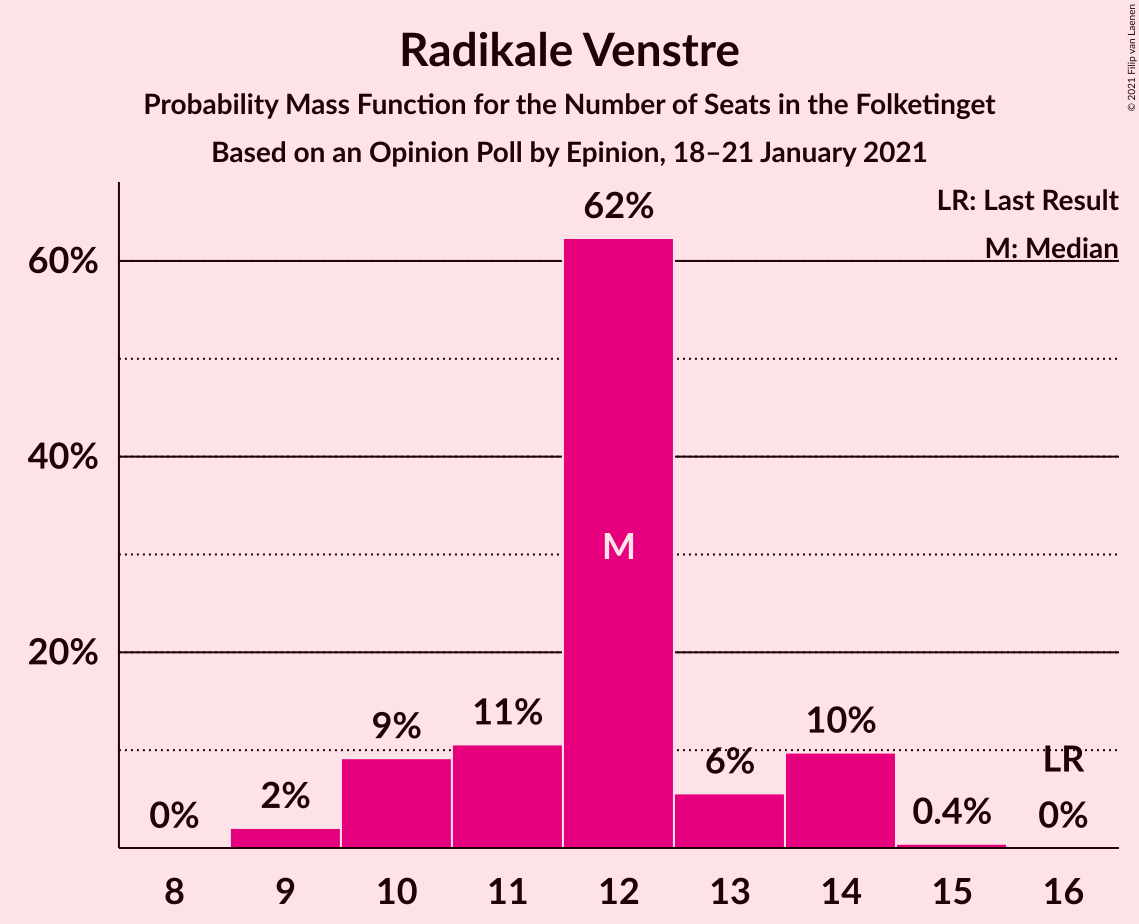 Radikale Venstre
Probability Mass Function for the Number of Seats in the Folketinget
Based on an Opinion Poll by Epinion, 18–21 January 2021
© 2021 Filip van Laenen
LR: Last Result
M: Median
60%
40%
20%
0%
2%
9%
11%
62%
M
6%
10%
0.4%
LR
0%
8
9
10
11
12
13
14
15
16